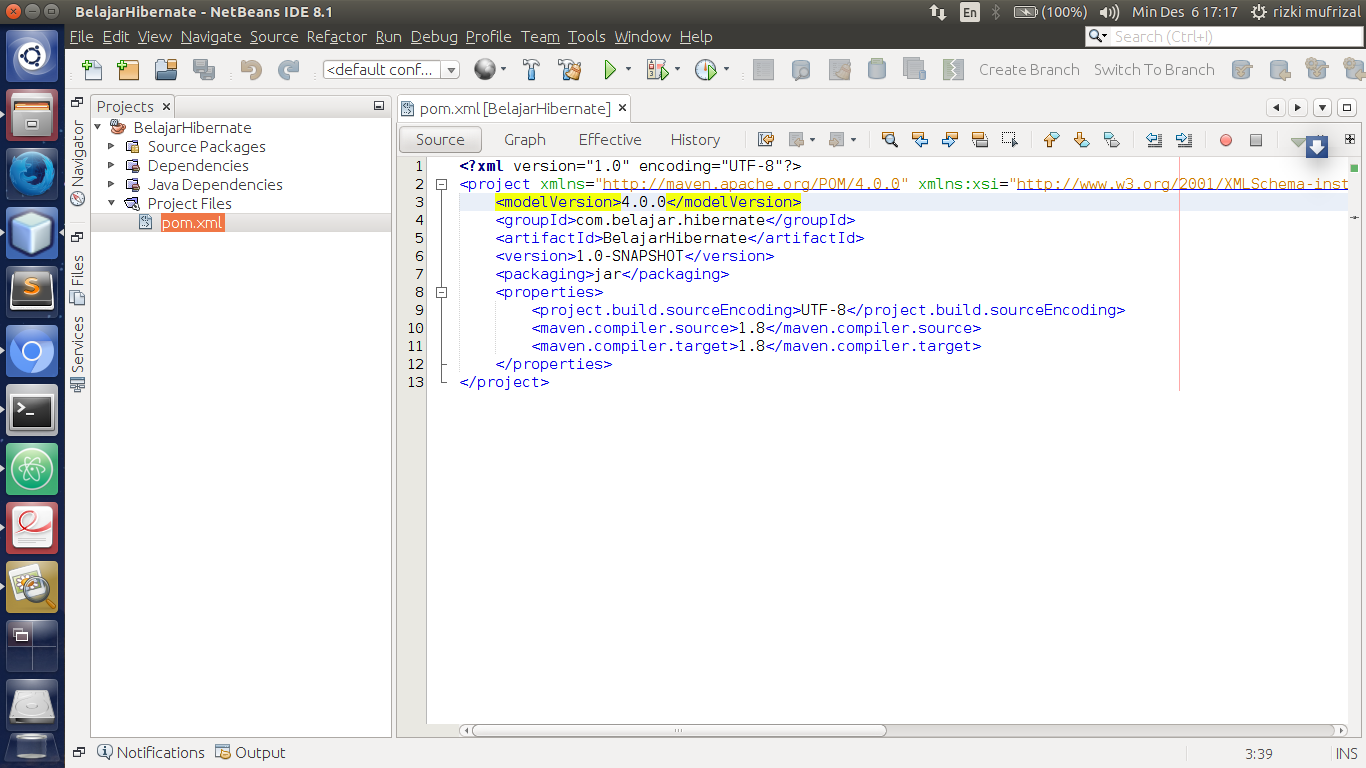 BelajarHibernate - NetBeans IDE 8.1
En
(100%)
Min Des 6 17:17
rizki mufrizal
File Edit View Navigate Source Refactor Run Debug Profile Team Tools Window Help
Search (Ctrl+I)
<default conf...
Create Branch
Switch To Branch
Navigator
Files
Services
Projects
BelajarHibernate
Source Packages
Dependencies
Java Dependencies
Project Files
pom.xml
pom.xml [BelajarHibernate]
Source Graph Effective History
1 <?xml version="1.0" encoding="UTF-8"?>
2 <project xmlns="http://maven.apache.org/POM/4.0.0" xmlns:xsi="http://www.w3.org/2001/XMLSchema-inst
3 <modelVersion>4.0.0</modelVersion>
4 <groupId>com.belajar.hibernate</groupId>
5 <artifactId>BelajarHibernate</artifactId>
6 <version>1.0-SNAPSHOT</version>
7 <packaging>jar</packaging>
8 <properties>
9 <project.build.sourceEncoding>UTF-8</project.build.sourceEncoding>
10 <maven.compiler.source>1.8</maven.compiler.source>
11 <maven.compiler.target>1.8</maven.compiler.target>
12 </properties>
13 </project>
Notifications
Output
3:39
INS